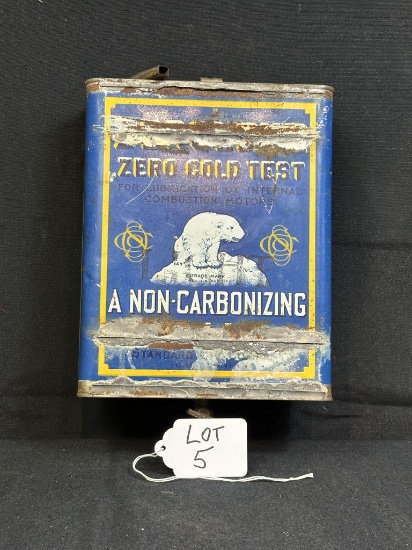 ZERO COLD TEST
FOR LUBRICATION OF INTERNAL
COMBUSTION MOTORS
TRADE MARK
A NON-CARBONIZING
STANDARD
LOT
5